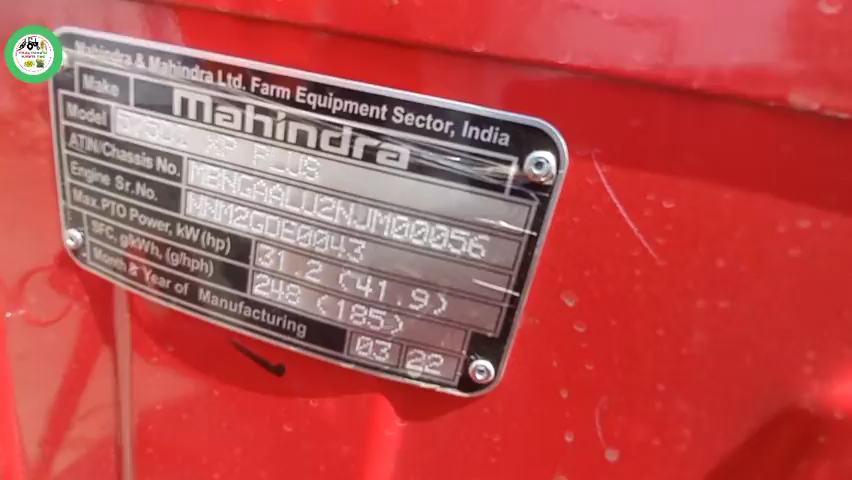 Mahindra & Mahindra Ltd. Farm Equipment Sector, India
Make mahindra
Model XP PLUS
ATIN/Chassis No. MBNGAALU2NJM00056
Engine Sr.No. NNM2GDE0043
Max. PTO Power, kW (hp) 31.2 (41.9)
SFC, g/kWh, (g/hph) 248 (185)
Month & Year of Manufacturing 03 22